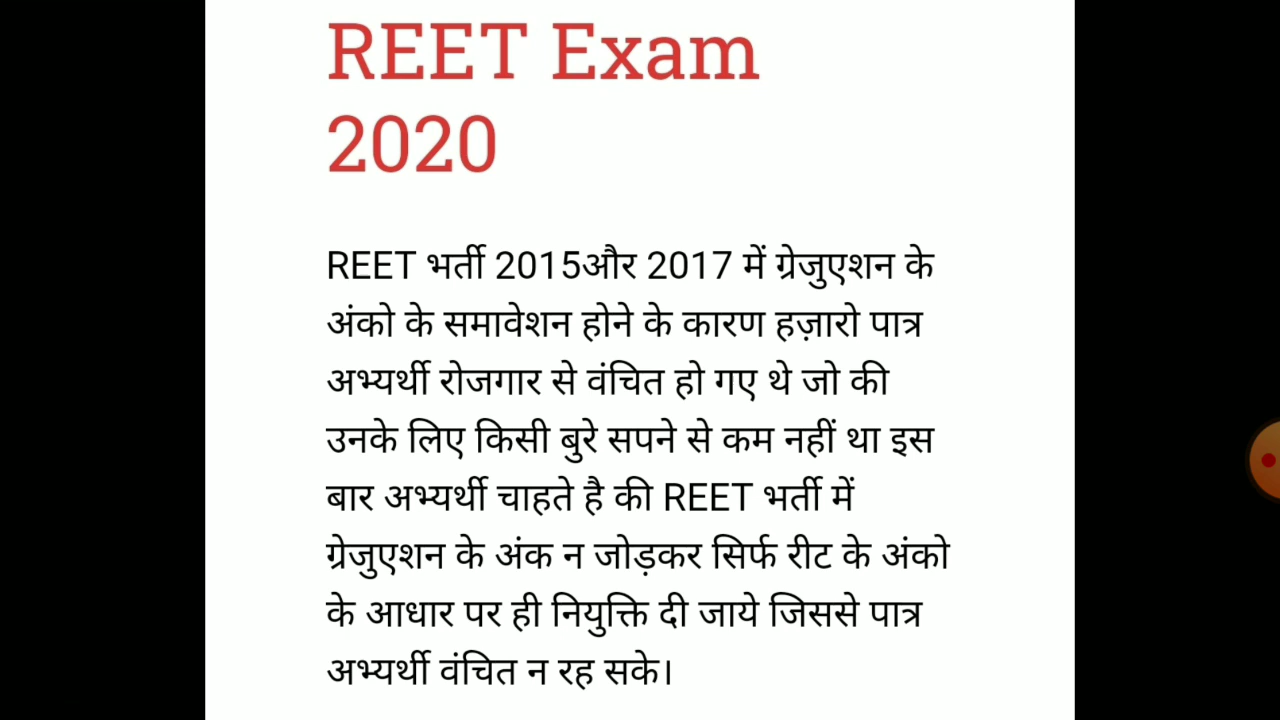 REET Exam
2020
REET भर्ती 2015और 2017 में ग्रेजुएशन के
अंको के समावेशन होने के कारण हज़ारो पात्र
अभ्यर्थी रोजगार से वंचित हो गए थे जो की
उनके लिए किसी बुरे सपने से कम नहीं था इस
बार अभ्यर्थी चाहते है की REET भर्ती में
ग्रेजुएशन के अंक न जोड़कर सिर्फ रीट के अंको
के आधार पर ही नियुक्ति दी जाये जिससे पात्र
अभ्यर्थी वंचित न रह सके।